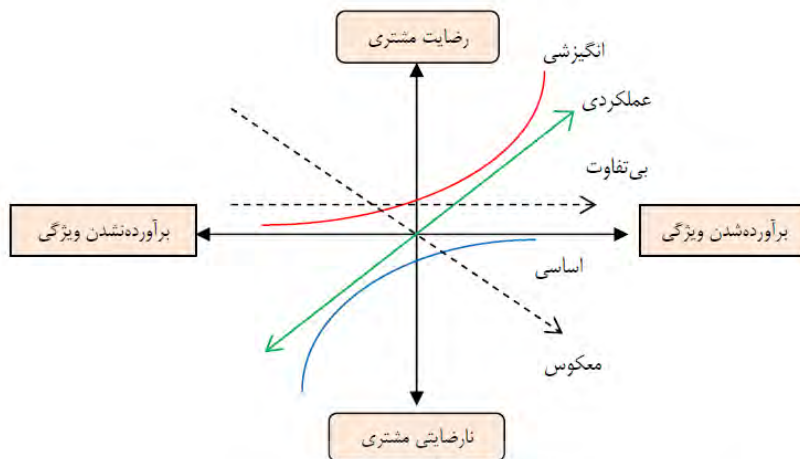 رضایت مشتری
انگیزشی
عملکردی
بی‌تفاوت
برآورده‌شدن ویژگی
برآورده‌نشدن ویژگی
اساسی
معکوس
نارضایتی مشتری